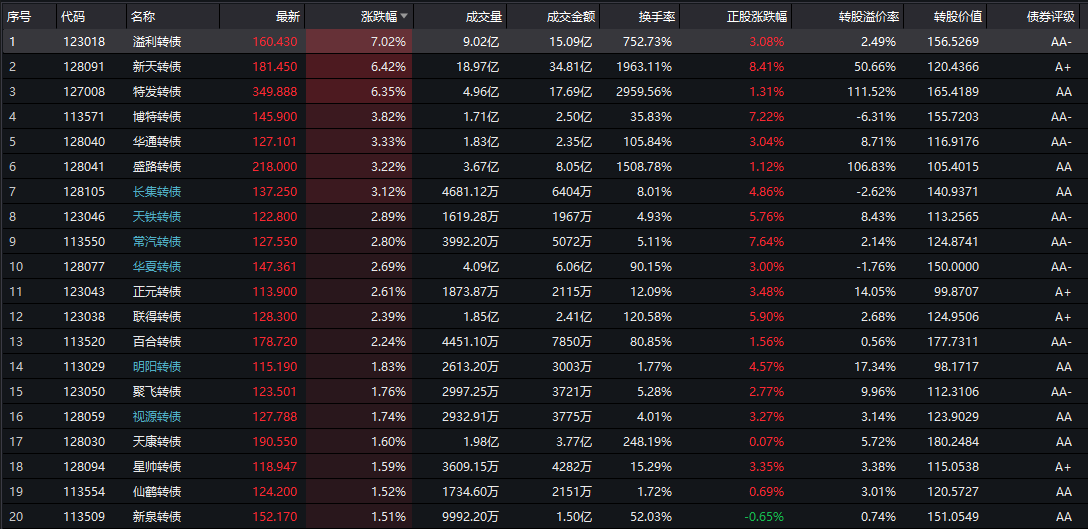 序号 代码 名称 最新 涨跌幅 成交量 成交金额 换手率 正股涨跌幅 转股溢价率 转股价值 债券评级
1 123018 溢利转债 160.430 7.02% 9.02亿 15.09亿 752.73% 3.08% 2.49% 156.5269 AA-
2 128091 新天转债 181.450 6.42% 18.97亿 34.81亿 1963.11% 8.41% 50.66% 120.4366 A+
3 127008 特发转债 349.888 6.35% 4.96亿 17.69亿 2959.56% 1.31% 111.52% 165.4189 AA
4 113571 博特转债 145.900 3.82% 1.71亿 2.50亿 35.83% 7.22% -6.31% 155.7203 AA-
5 128040 华通转债 127.101 3.33% 1.83亿 2.35亿 105.84% 3.04% 8.71% 116.9176 AA-
6 128041 盛路转债 218.000 3.22% 3.67亿 8.05亿 1508.78% 1.12% 106.83% 105.4015 AA
7 128105 长集转债 137.250 3.12% 4681.12万 6404万 8.01% 4.86% -2.62% 140.9371 AA
8 123046 天铁转债 122.800 2.89% 1619.28万 1967万 4.93% 5.76% 8.43% 113.2565 AA-
9 113550 常汽转债 127.550 2.80% 3992.20万 5072万 5.11% 7.64% 2.14% 124.8741 AA-
10 128077 华夏转债 147.361 2.69% 4.09亿 6.06亿 90.15% 3.00% -1.76% 150.0000 AA-
11 123043 正元转债 113.900 2.61% 1873.87万 2115万 12.09% 3.48% 14.05% 99.8707 A+
12 123038 联得转债 128.300 2.39% 1.85亿 2.41亿 120.58% 5.90% 2.68% 124.9506 A+
13 113520 百合转债 178.720 2.24% 4451.10万 7850万 80.85% 1.56% 0.56% 177.7311 AA-
14 113029 明阳转债 115.190 1.83% 2613.20万 3003万 1.77% 4.57% 17.34% 98.1717 AA
15 123050 聚飞转债 123.501 1.76% 2997.25万 3721万 5.28% 2.77% 9.96% 112.3106 AA-
16 128059 视源转债 127.788 1.74% 2932.91万 3775万 4.01% 3.27% 3.14% 123.9029 AA
17 128030 天康转债 190.550 1.60% 1.98亿 3.77亿 248.19% 0.07% 5.72% 180.2484 AA
18 128094 星帅转债 118.947 1.59% 3609.15万 4282万 15.29% 3.35% 3.38% 115.0538 A+
19 113554 仙鹤转债 124.200 1.52% 1734.60万 2151万 1.72% 0.69% 3.01% 120.5727 AA
20 113509 新泉转债 152.170 1.51% 9992.20万 1.50亿 52.03% -0.65% 0.74% 151.0549 AA